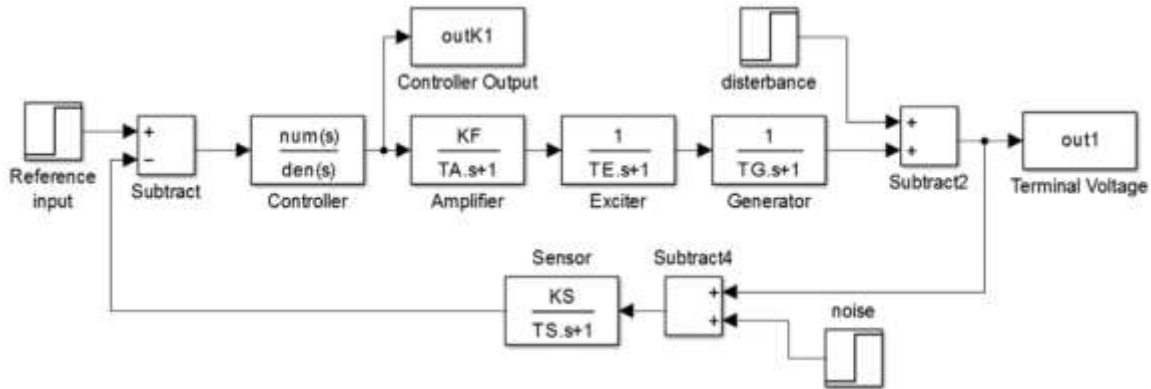 outK1
Controller Output
disterbance
+
−
Reference
input
Subtract
num(s)
den(s)
Controller
KF
TA.s+1
Amplifier
1
TE.s+1
Exciter
1
TG.s+1
Generator
+
+
Subtract2
out1
Terminal Voltage
Sensor
KS
TS.s+1
Subtract4
+
+
noise